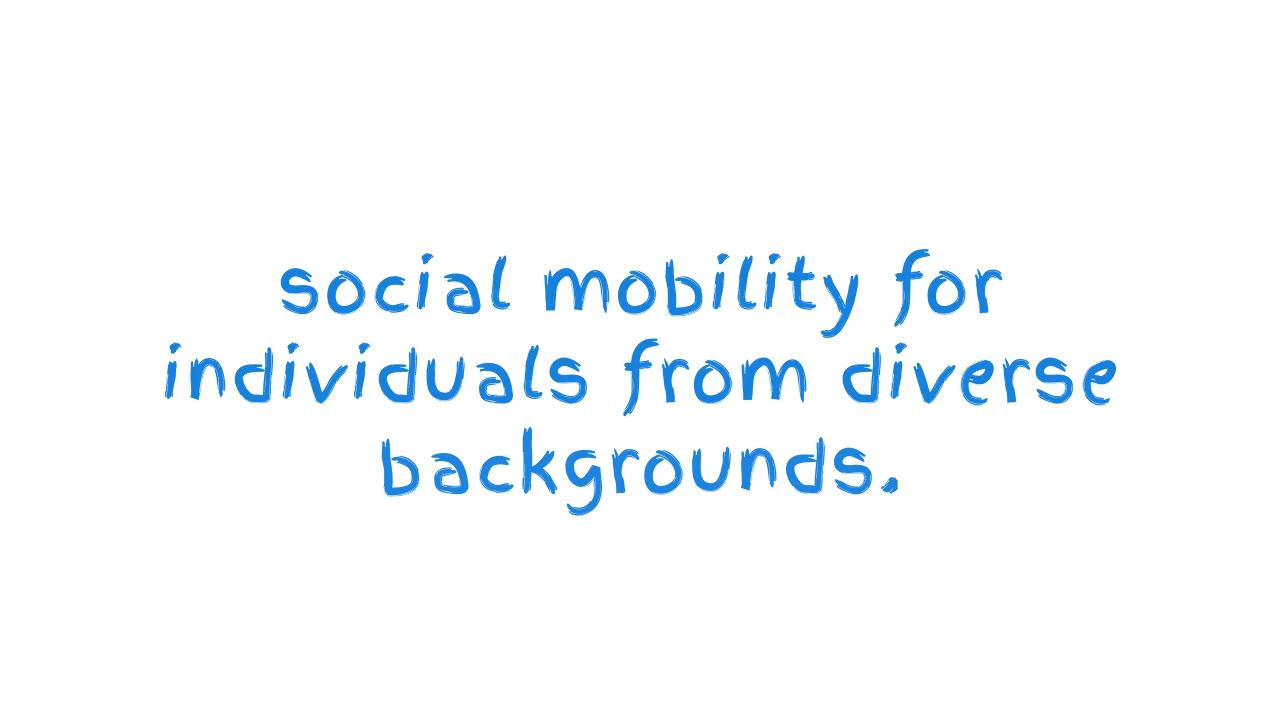 social mobility for
individuals from diverse
backgrounds.